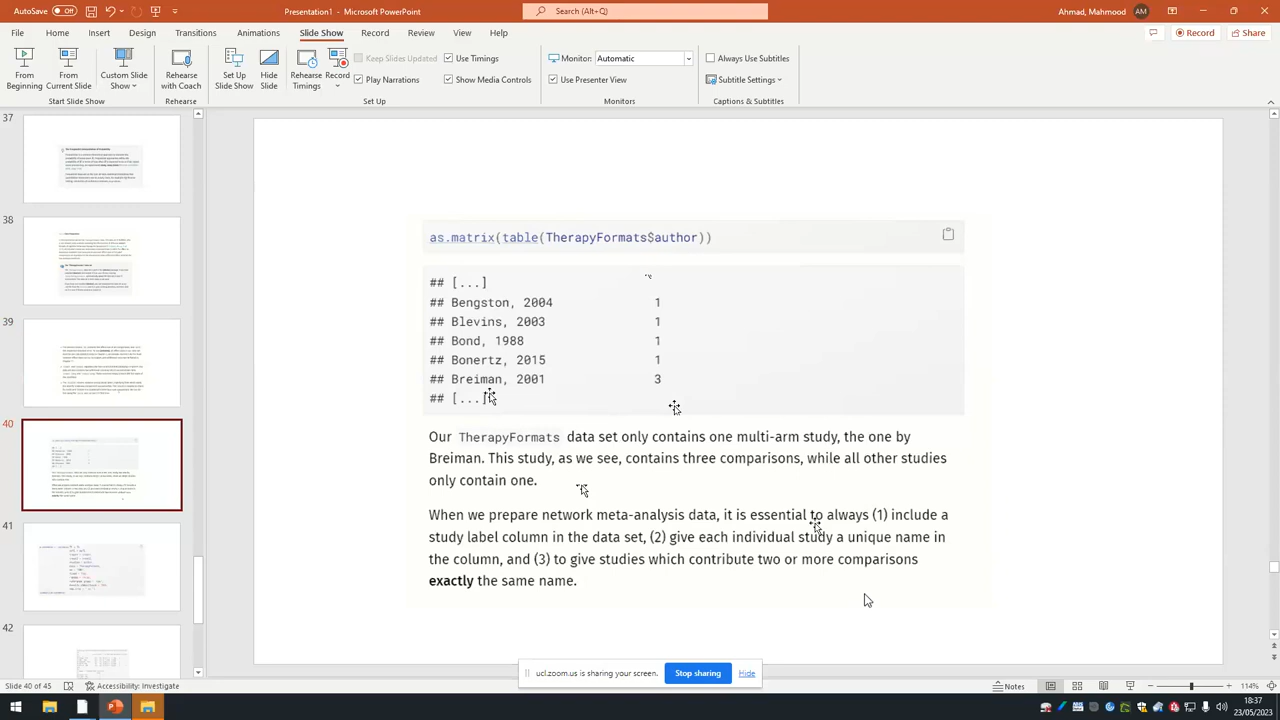 AutoSave Off Presentation1 - Microsoft PowerPoint Search (Alt+Q) Ahmad, Mahmood AM
File Home Insert Design Transitions Animations Slide Show Record Review View Help Record Share
From Beginning From Current Slide Custom Slide Show Rehearse with Coach Set Up Slide Show Hide Slide Rehearse Timings Record
Keep Slides Updated Use Timings Monitor: Automatic Always Use Subtitles
Play Narrations Show Media Controls Use Presenter View Subtitle Settings
Start Slide Show Rehearse Set Up Monitors Captions & Subtitles
37
38
39
40
41
42
as.matrix(table(TherapyFormats$author))
## [...]
## Bengston, 2004 1
## Blevins, 2003 1
## Bond, 1988 1
## Bonertz, 2015 1
## Breiman, 2001 3
## [...]
Our TherapyFormats data set only contains one multi-arm study, the one by
Breiman. This study, as we see, contains three comparisons, while all other studies
only contain one.
When we prepare network meta-analysis data, it is essential to always (1) include a
study label column in the data set, (2) give each individual study a unique name in
the column, and (3) to give studies which contribute two or more comparisons
exactly the same name.
ucl.zoom.us is sharing your screen. Stop sharing Hide
Accessibility: Investigate Notes 114%
18:37
23/05/2023